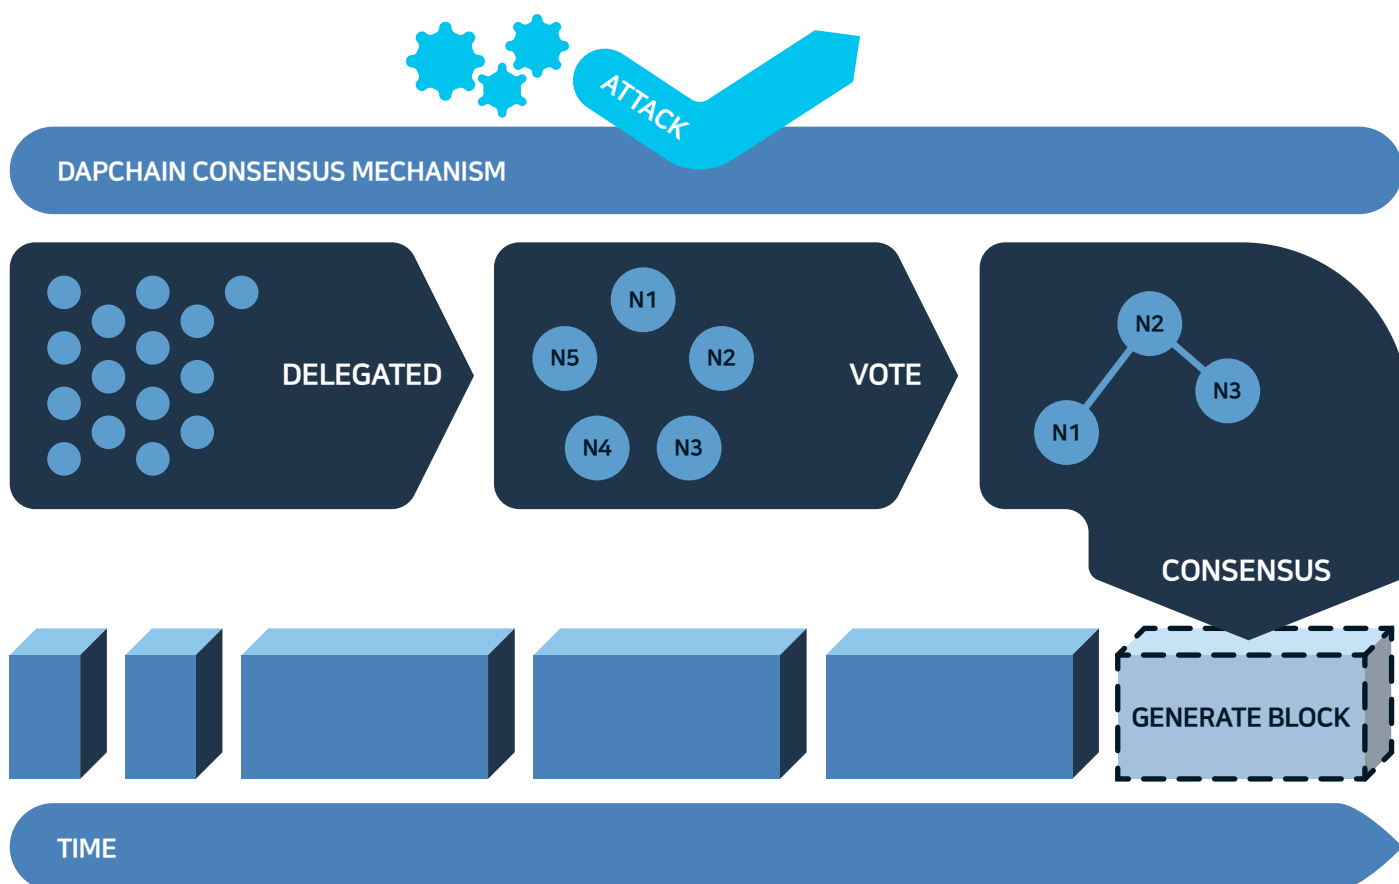 ATTACK
DAPCHAIN CONSENSUS MECHANISM
DELEGATED
N1
N5
N2
N4
N3
VOTE
N2
N3
N1
CONSENSUS
GENERATE BLOCK
TIME